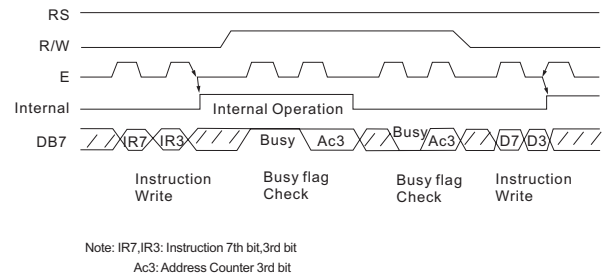 RS
R/W
E
Internal Internal Operation
DB7 IR7 IR3 Busy Ac3 Busy Ac3 D7 D3
Instruction Write
Busy flag Check
Busy flag Check
Instruction Write
Note: IR7,IR3: Instruction 7th bit,3rd bit
Ac3: Address Counter 3rd bit